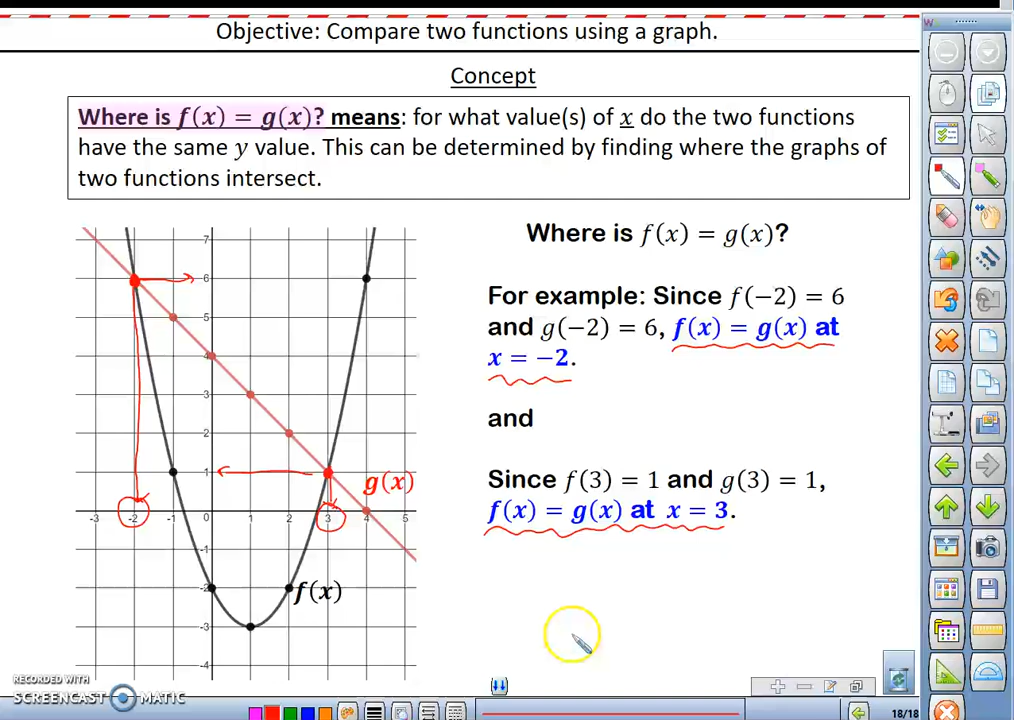 Objective: Compare two functions using a graph.
Concept
Where is f(x) = g(x)? means: for what value(s) of x do the two functions
have the same y value. This can be determined by finding where the graphs of
two functions intersect.
Where is f(x) = g(x)?
For example: Since f(−2) = 6
and g(−2) = 6, f(x) = g(x) at
x = −2.
and
Since f(3) = 1 and g(3) = 1,
f(x) = g(x) at x = 3.
7
6
5
4
3
2
1
g(x)
-3 -2 -1 0 1 2 3 4 5
-1
-2
f(x)
-3
-4
RECORDED WITH
SCREENCAST MATIC
18/18